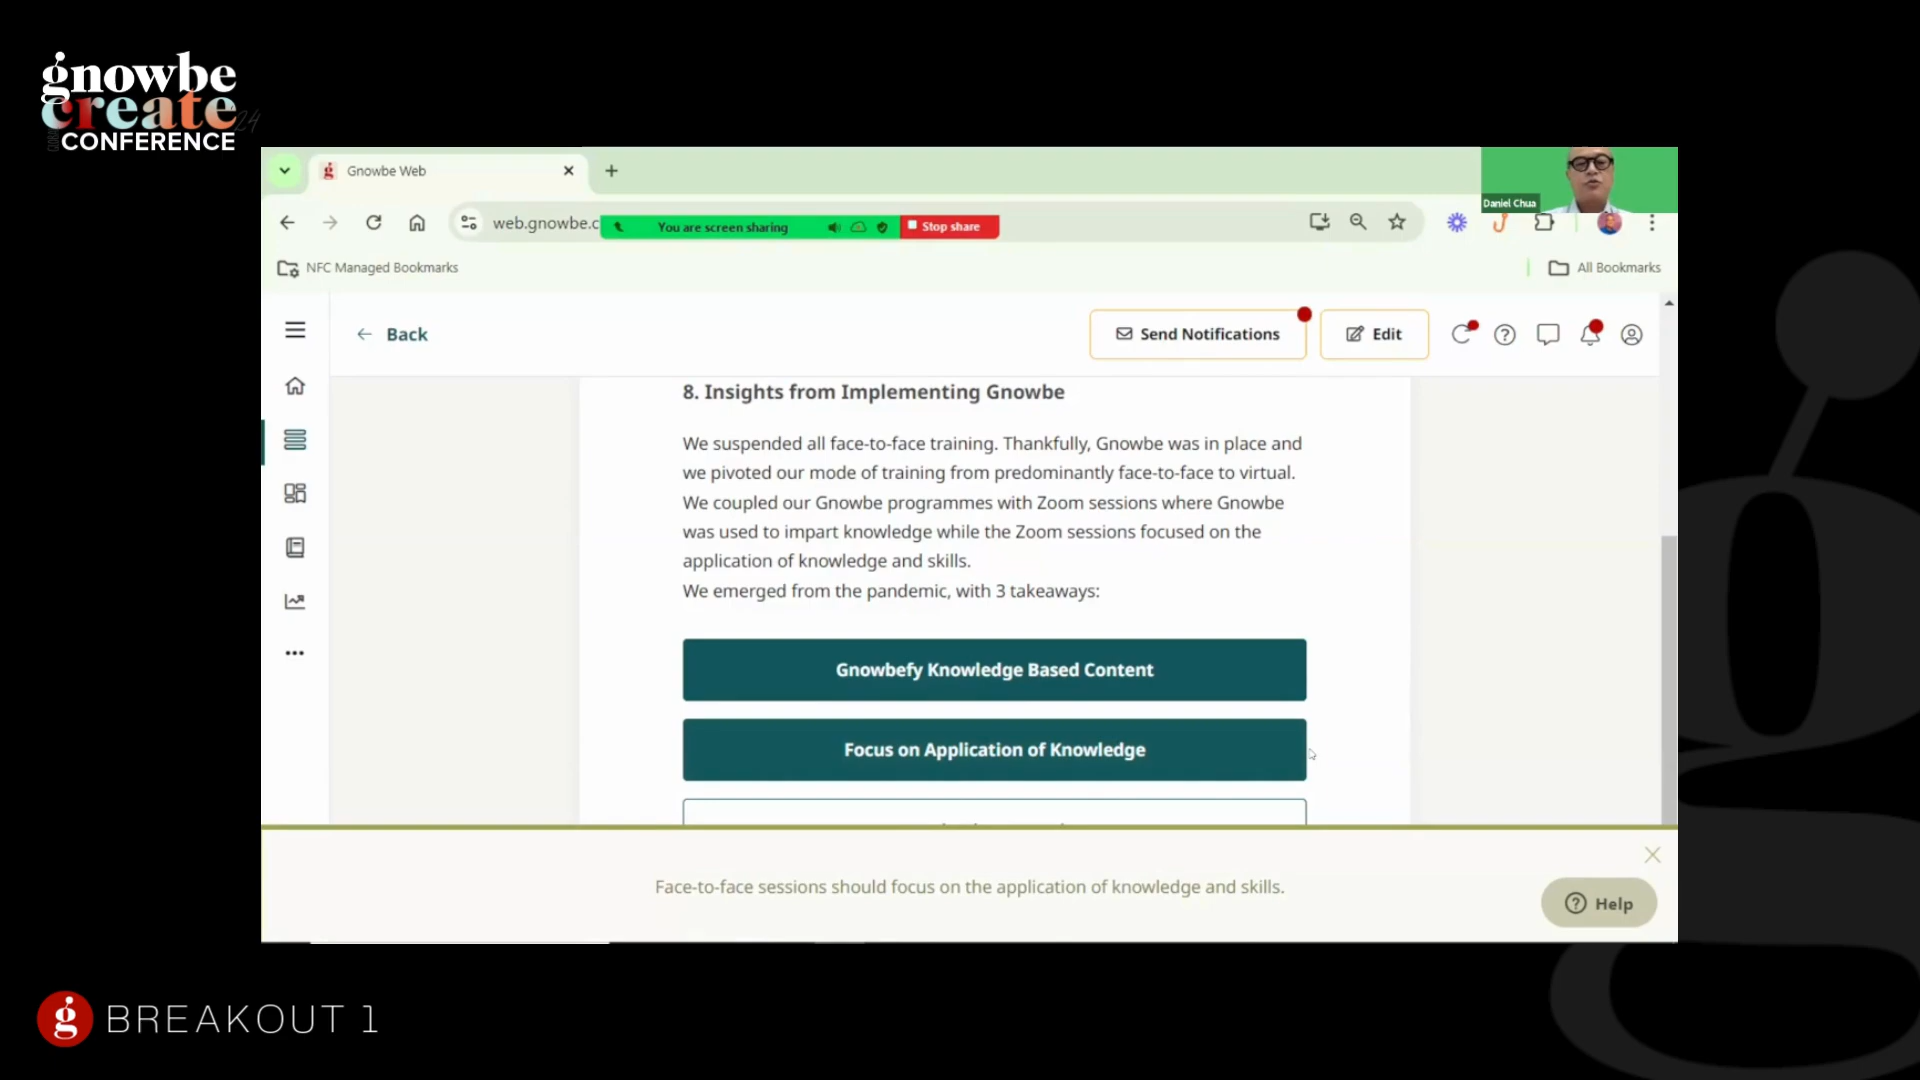 gnowbe
create
CONFERENCE
Gnowbe Web
Daniel Chua
web.gnowbe.c
You are screen sharing
Stop share
NFC Managed Bookmarks
All Bookmarks
Back
Send Notifications
Edit
8. Insights from Implementing Gnowbe
We suspended all face-to-face training. Thankfully, Gnowbe was in place and
we pivoted our mode of training from predominantly face-to-face to virtual.
We coupled our Gnowbe programmes with Zoom sessions where Gnowbe
was used to impart knowledge while the Zoom sessions focused on the
application of knowledge and skills.
We emerged from the pandemic, with 3 takeaways:
Gnowbefy Knowledge Based Content
Focus on Application of Knowledge
Face-to-face sessions should focus on the application of knowledge and skills.
Help
g BREAKOUT 1